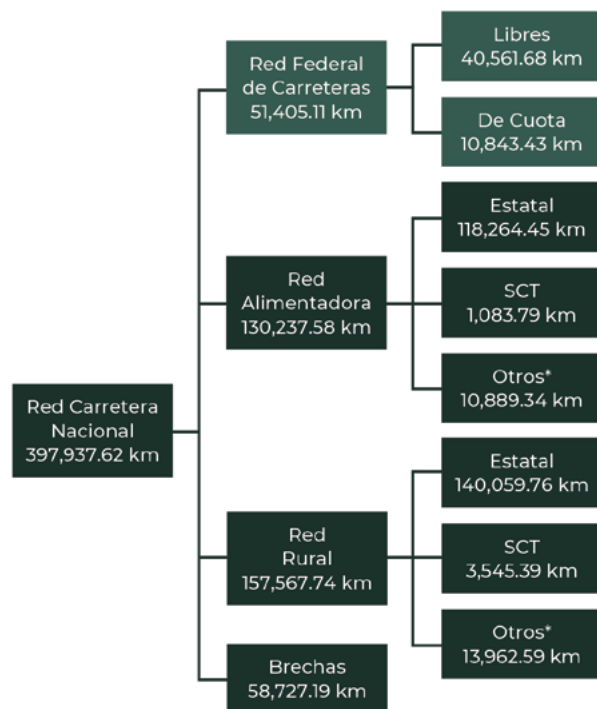 Red Carretera
Nacional
397,937.62 km
Red Federal
de Carreteras
51,405.11 km
Libres
40,561.68 km
De Cuota
10,843.43 km
Red
Alimentadora
130,237.58 km
Estatal
118,264.45 km
SCT
1,083.79 km
Otros*
10,889.34 km
Red
Rural
157,567.74 km
Estatal
140,059.76 km
SCT
3,545.39 km
Otros*
13,962.59 km
Brechas
58,727.19 km